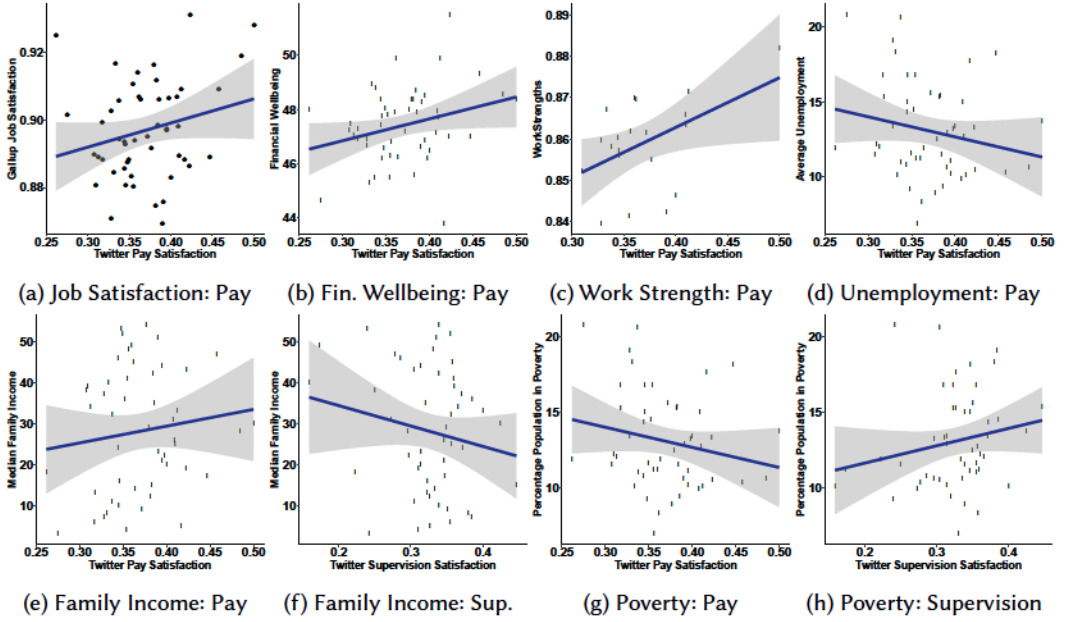 Gallup Job Satisfaction
0.92
0.90
0.88
0.25 0.30 0.35 0.40 0.45 0.50
Twitter Pay Satisfaction
(a) Job Satisfaction: Pay
Financial Wellbeing
50
48
46
44
0.25 0.30 0.35 0.40 0.45 0.50
Twitter Pay Satisfaction
(b) Fin. Wellbeing: Pay
WorkStrengths
0.89
0.88
0.87
0.86
0.85
0.84
0.30 0.35 0.40 0.45 0.50
Twitter Pay Satisfaction
(c) Work Strength: Pay
Average Unemployment
20
15
10
0.25 0.30 0.35 0.40 0.45 0.50
Twitter Pay Satisfaction
(d) Unemployment: Pay
Median Family Income
50
40
30
20
10
0.25 0.30 0.35 0.40 0.45 0.50
Twitter Pay Satisfaction
(e) Family Income: Pay
Median Family Income
50
40
30
20
10
0.2 0.3 0.4
Twitter Supervision Satisfaction
(f) Family Income: Sup.
Percentage Population in Poverty
20
15
10
0.25 0.30 0.35 0.40 0.45 0.50
Twitter Pay Satisfaction
(g) Poverty: Pay
Percentage Population in Poverty
20
15
10
0.2 0.3 0.4
Twitter Supervision Satisfaction
(h) Poverty: Supervision